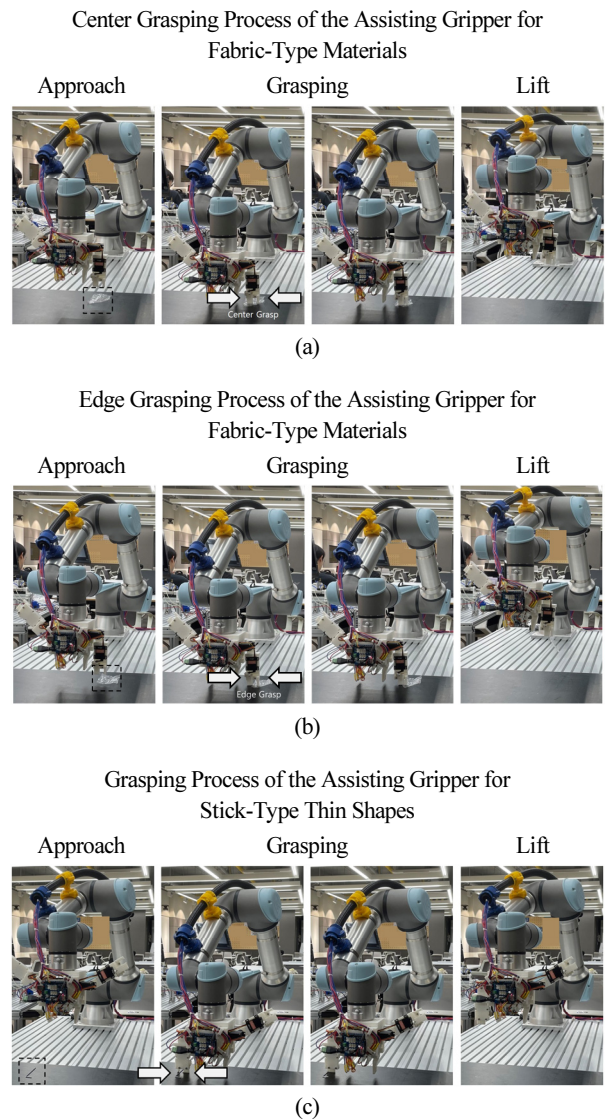 Center Grasping Process of the Assisting Gripper for
Fabric-Type Materials
Approach Grasping Lift
Center Grasp
(a)
Edge Grasping Process of the Assisting Gripper for
Fabric-Type Materials
Approach Grasping Lift
Edge Grasp
(b)
Grasping Process of the Assisting Gripper for
Stick-Type Thin Shapes
Approach Grasping Lift
(c)